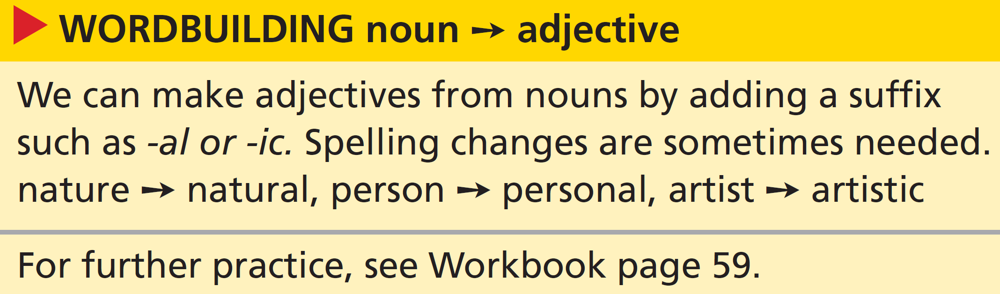 WORDBUILDING noun → adjective
We can make adjectives from nouns by adding a suffix
such as -al or -ic. Spelling changes are sometimes needed.
nature → natural, person → personal, artist → artistic
For further practice, see Workbook page 59.